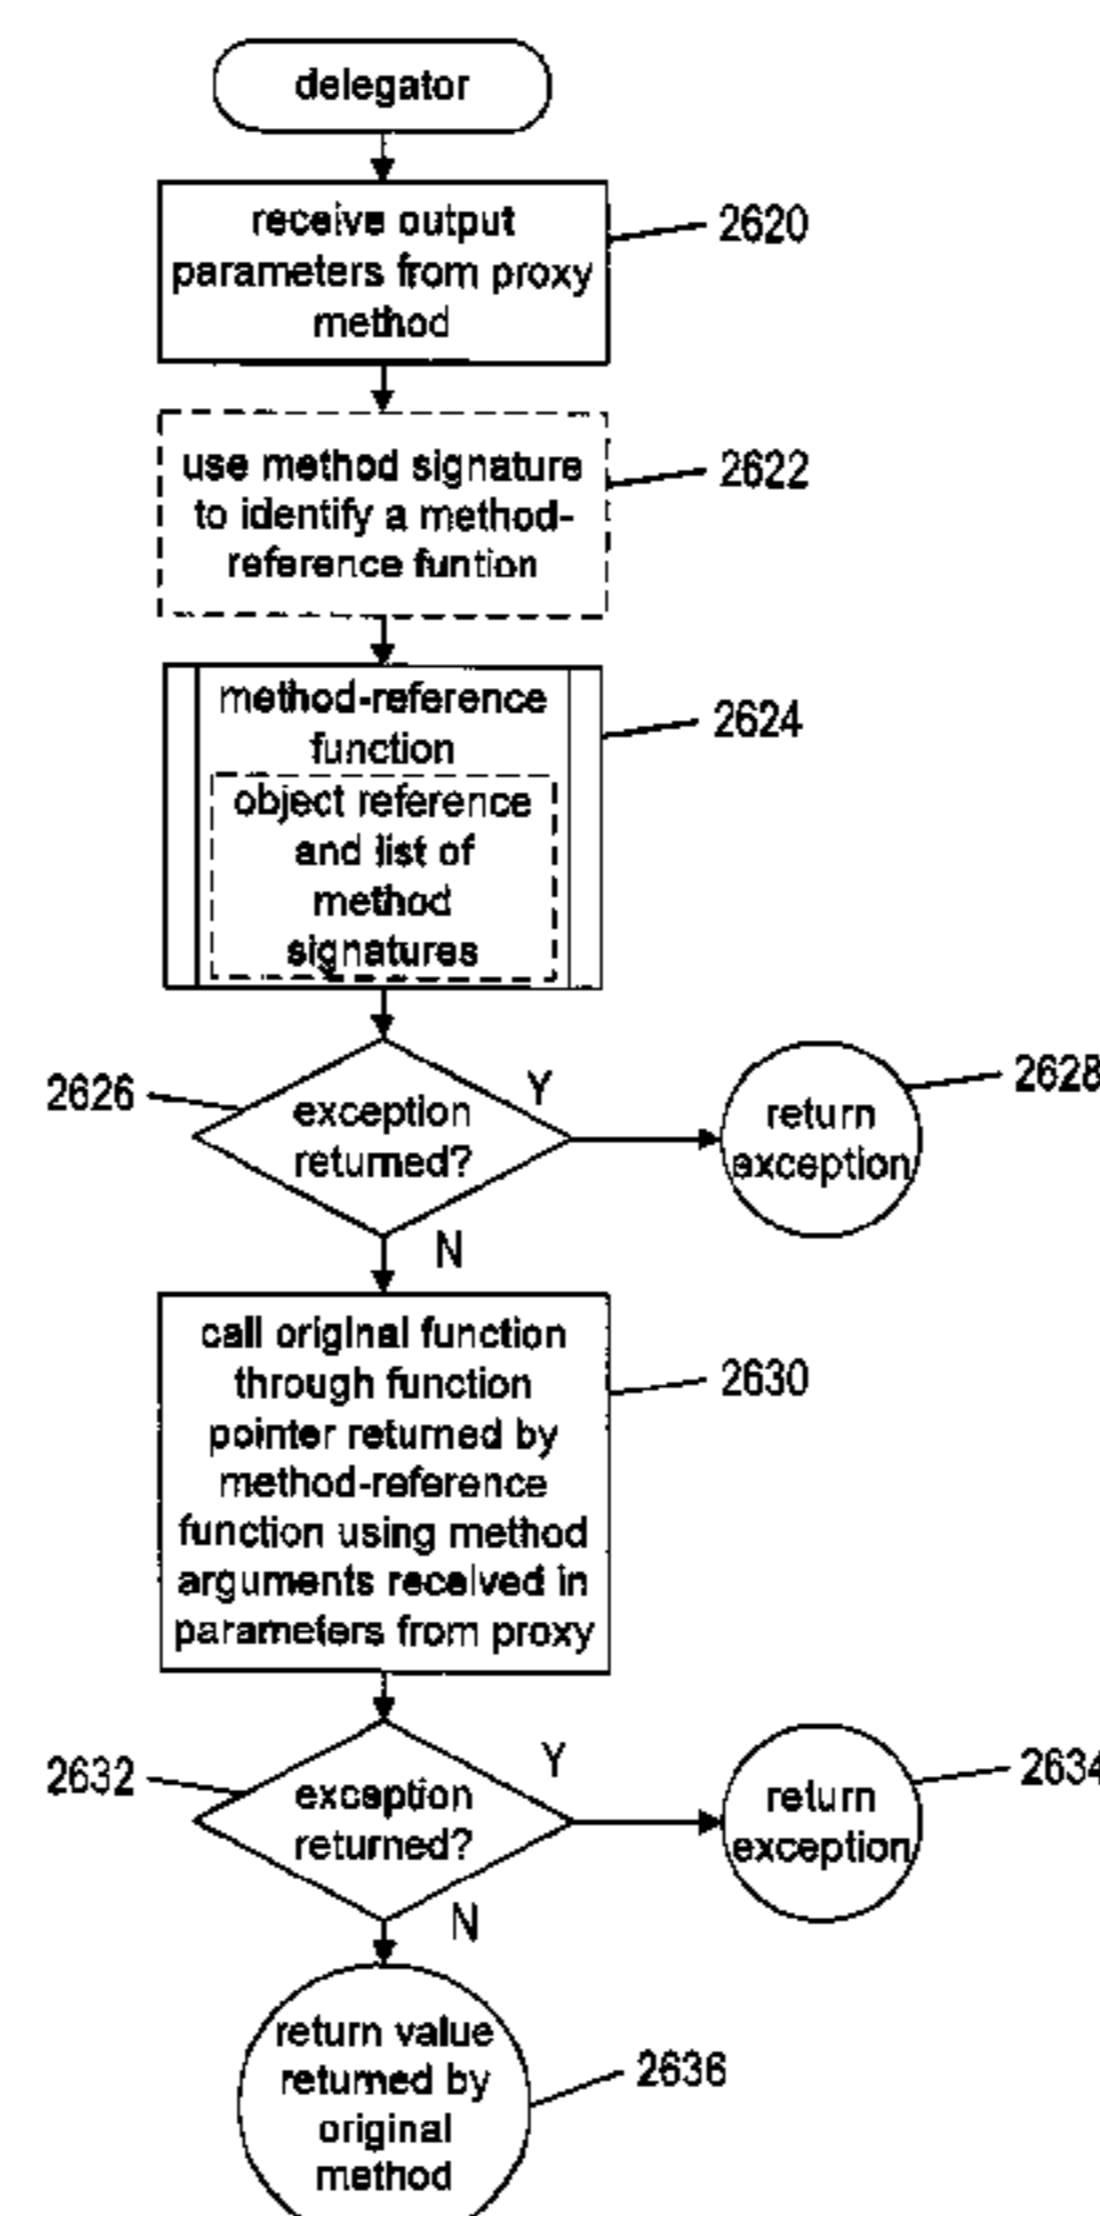 delegator
receive output
parameters from proxy
method
2620
use method signature
to identify a method-
reference funtion
2622
method-reference
function
object reference
and list of
method
signatures
2624
2626
exception
returned?
Y
return
exception
2628
N
call original function
through function
pointer returned by
method-reference
function using method
arguments received in
parameters from proxy
2630
2632
exception
returned?
Y
return
exception
2634
N
return value
returned by
original
method
2636